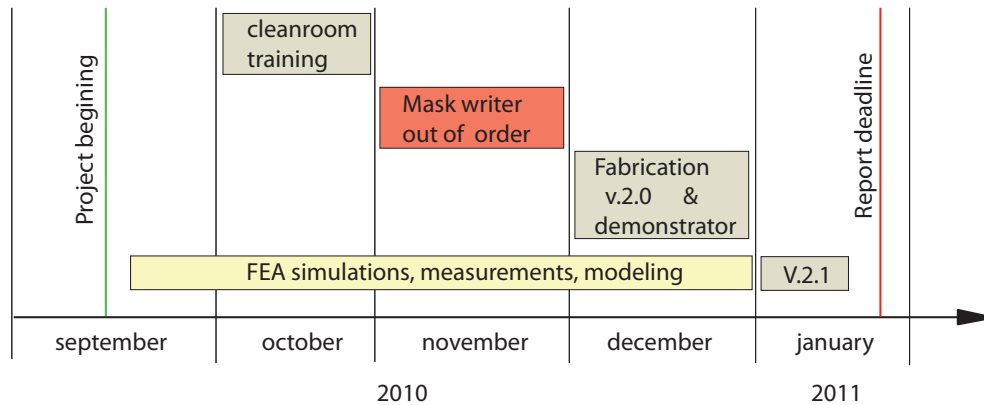 Project begining
cleanroom
training
Mask writer
out of order
Fabrication
v.2.0 &
demonstrator
Report deadline
FEA simulations, measurements, modeling
V.2.1
september
october
november
december
january
2010
2011